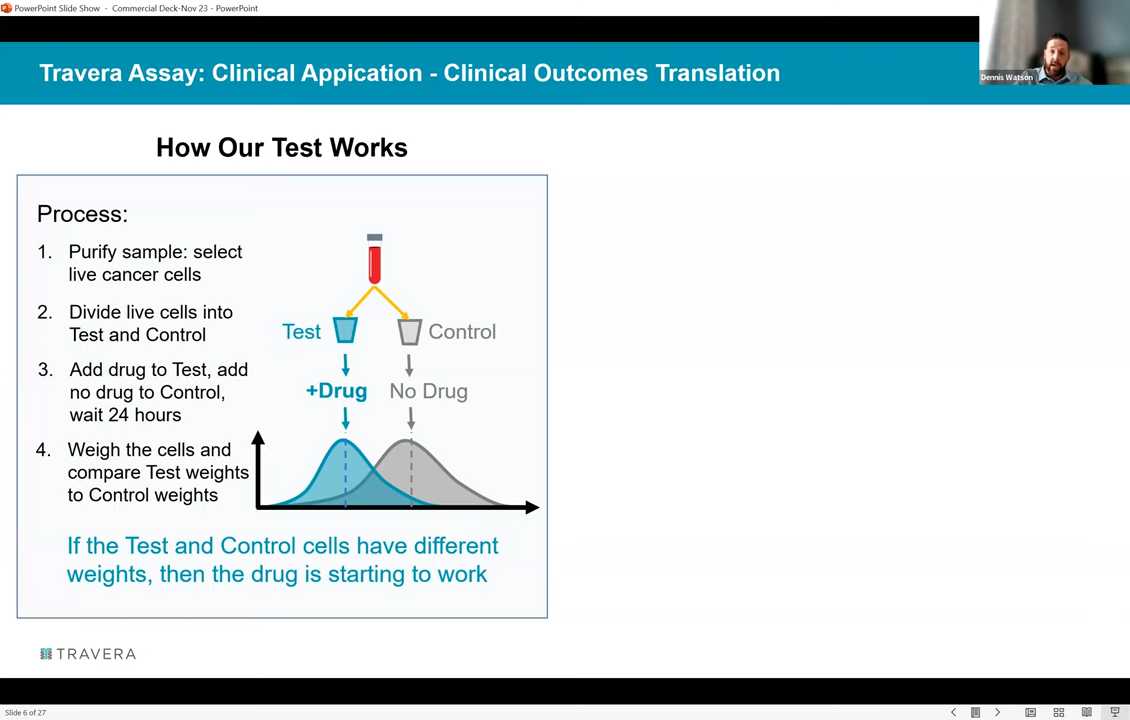 PowerPoint Slide Show - Commercial Deck-Nov 23 - PowerPoint
Travera Assay: Clinical Appication - Clinical Outcomes Translation
Dennis Watson
How Our Test Works
Process:
1. Purify sample: select
live cancer cells
2. Divide live cells into
Test and Control
3. Add drug to Test, add
no drug to Control,
wait 24 hours
4. Weigh the cells and
compare Test weights
to Control weights
Test
Control
+Drug
No Drug
If the Test and Control cells have different
weights, then the drug is starting to work
TRAVERA
Slide 6 of 27